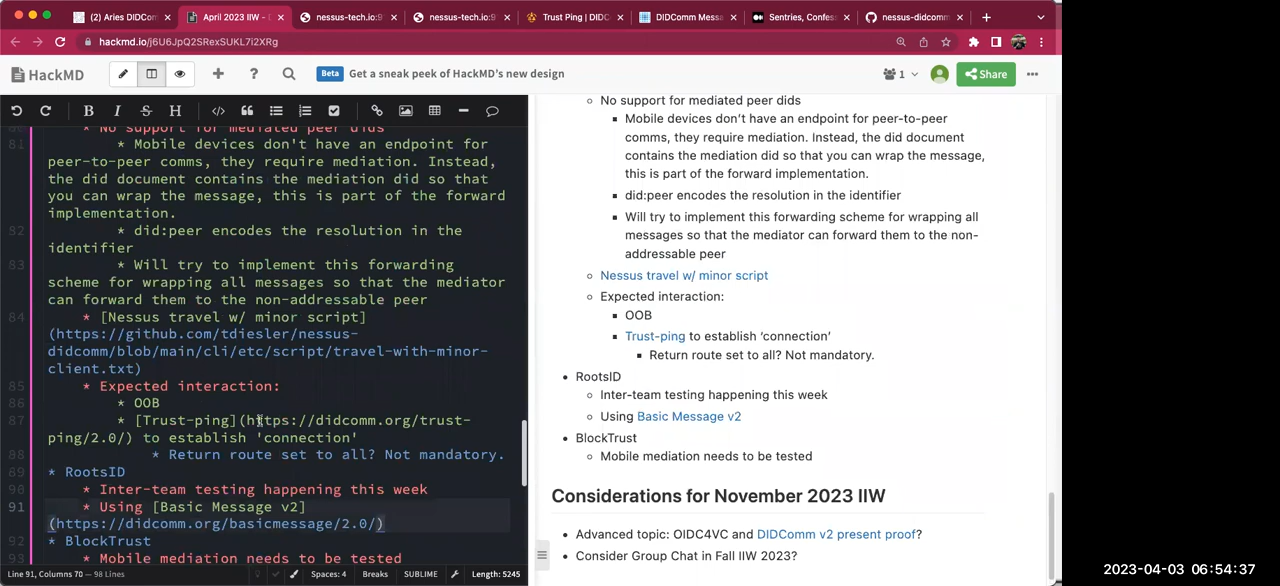 (2) Aries DIDCom
April 2023 IIW - I
nessus-tech.io:9
nessus-tech.io:9
Trust Ping | DIDC
DIDComm Messa
Sentries, Confes
nessus-didcomm
hackmd.io/j6U6JpQ2SRexSUKL7i2XRg
HackMD
Beta
Get a sneak peek of HackMD's new design
1
Share
* No support for mediated peer dids
81 * Mobile devices don't have an endpoint for
peer-to-peer comms, they require mediation. Instead,
the did document contains the mediation did so that
you can wrap the message, this is part of the forward
implementation.
82 * did:peer encodes the resolution in the
identifier
83 * Will try to implement this forwarding
scheme for wrapping all messages so that the mediator
can forward them to the non-addressable peer
84 * [Nessus travel w/ minor script]
(https://github.com/tdiesler/nessus-
didcomm/blob/main/cli/etc/script/travel-with-minor-
client.txt)
85 * Expected interaction:
86 * OOB
87 * [Trust-ping](https://didcomm.org/trust-
ping/2.0/) to establish 'connection'
88 * Return route set to all? Not mandatory.
89 * RootsID
90 * Inter-team testing happening this week
91 * Using [Basic Message v2]
(https://didcomm.org/basicmessage/2.0/)
92 * BlockTrust
93 * Mobile mediation needs to be tested
Line 91, Columns 70 — 98 Lines
Spaces: 4
Breaks
SUBLIME
Length: 5245
No support for mediated peer dids
Mobile devices don't have an endpoint for peer-to-peer
comms, they require mediation. Instead, the did document
contains the mediation did so that you can wrap the message,
this is part of the forward implementation.
did:peer encodes the resolution in the identifier
Will try to implement this forwarding scheme for wrapping all
messages so that the mediator can forward them to the non-
addressable peer
Nessus travel w/ minor script
Expected interaction:
OOB
Trust-ping to establish ‘connection’
Return route set to all? Not mandatory.
RootsID
Inter-team testing happening this week
Using Basic Message v2
BlockTrust
Mobile mediation needs to be tested
Considerations for November 2023 IIW
Advanced topic: OIDC4VC and DIDComm v2 present proof?
Consider Group Chat in Fall IIW 2023?
2023-04-03 06:54:37